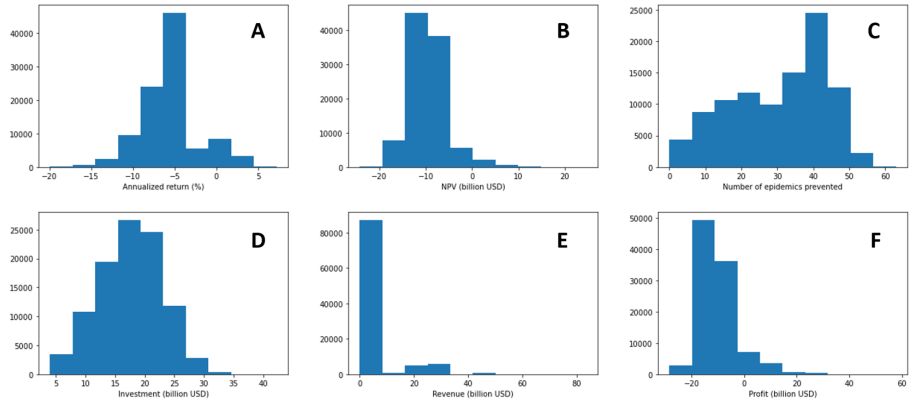 A
40000
30000
20000
10000
0
−20 −15 −10 −5 0 5
Annualized return (%)
B
40000
30000
20000
10000
0
−20 −10 0 10 20
NPV (billion USD)
C
25000
20000
15000
10000
5000
0
0 10 20 30 40 50 60
Number of epidemics prevented
D
25000
20000
15000
10000
5000
0
5 10 15 20 25 30 35 40
Investment (billion USD)
E
80000
60000
40000
20000
0
0 20 40 60 80
Revenue (billion USD)
F
50000
40000
30000
20000
10000
0
−20 0 20 40 60
Profit (billion USD)